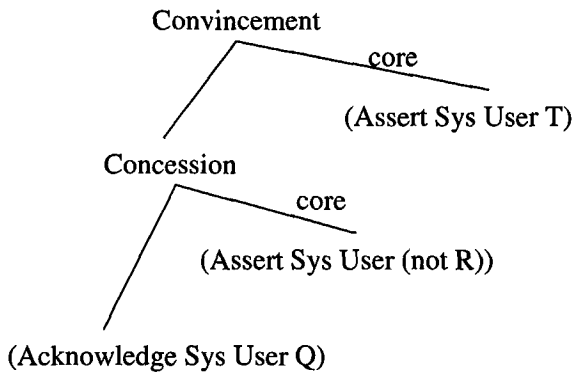 Convincement
core
(Assert Sys User T)
Concession
core
(Assert Sys User (not R))
(Acknowledge Sys User Q)